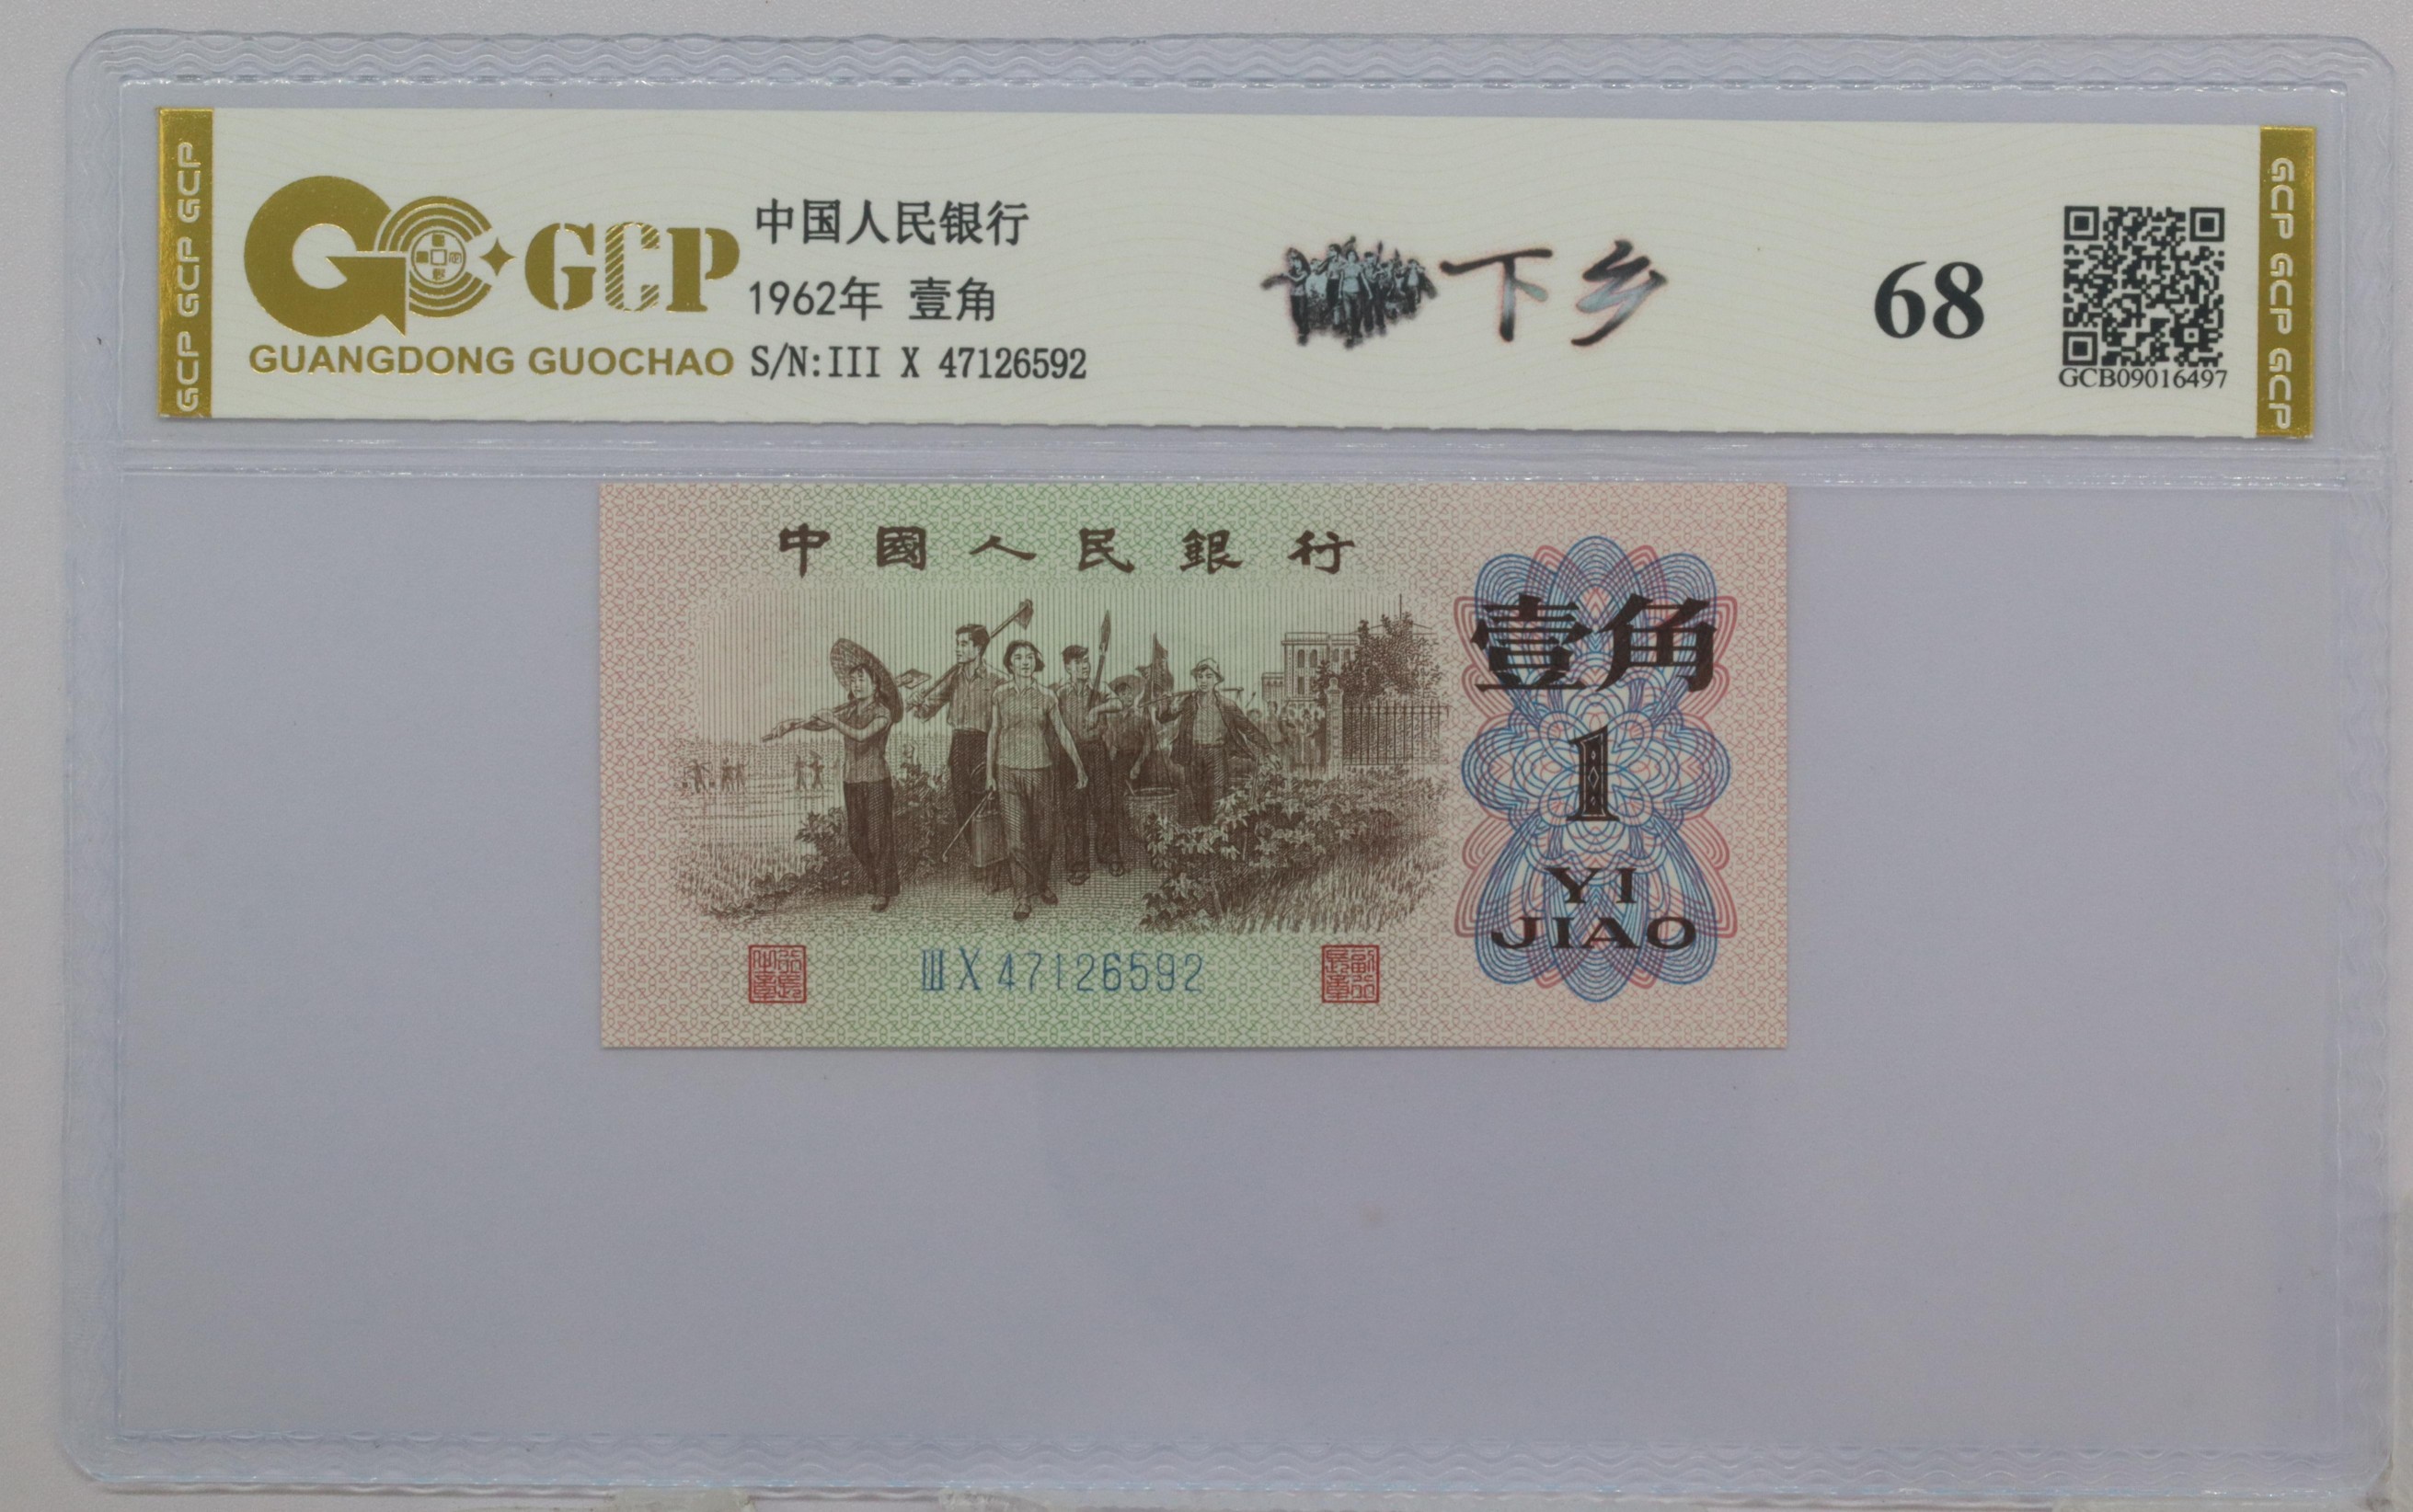 GCP GCP GCP
GCP
GUANGDONG GUOCHAO
中国人民银行
1962年 壹角
S/N:III X 47126592
下乡
68
GCB09016497
GCP GCP GCP
中國人民銀行
壹角
1
YI
JIAO
ⅢⅩ47126592